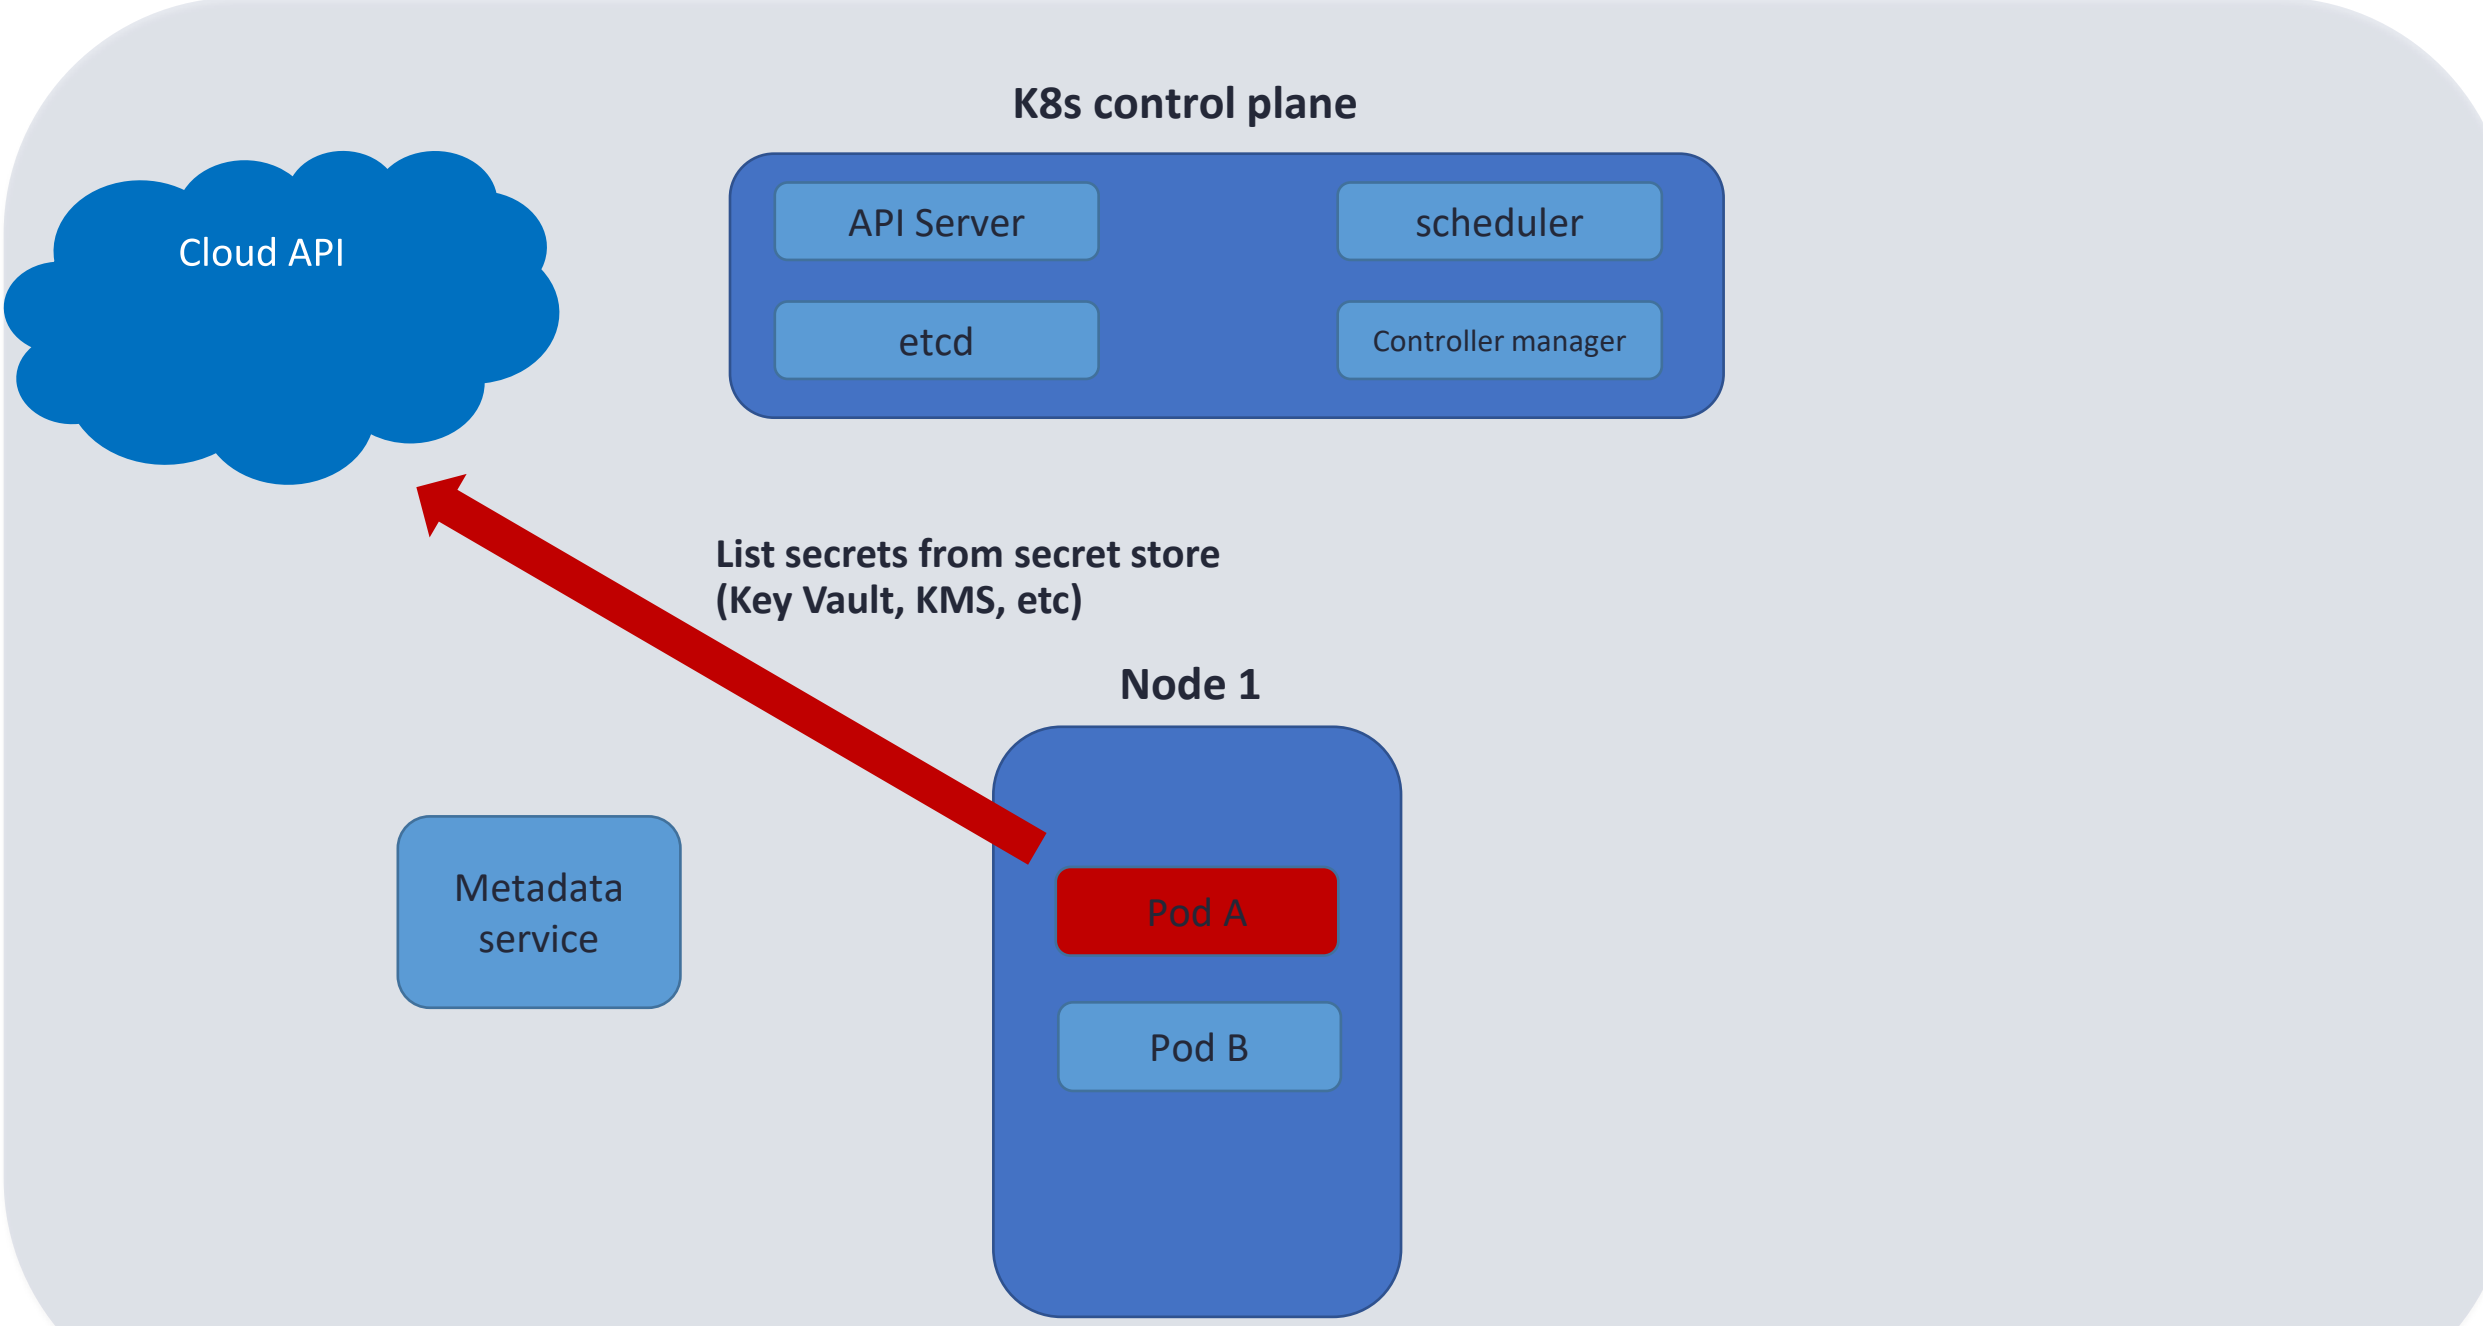 K8s control plane
Cloud API
API Server
scheduler
etcd
Controller manager
List secrets from secret store
(Key Vault, KMS, etc)
Node 1
Metadata
service
Pod A
Pod B